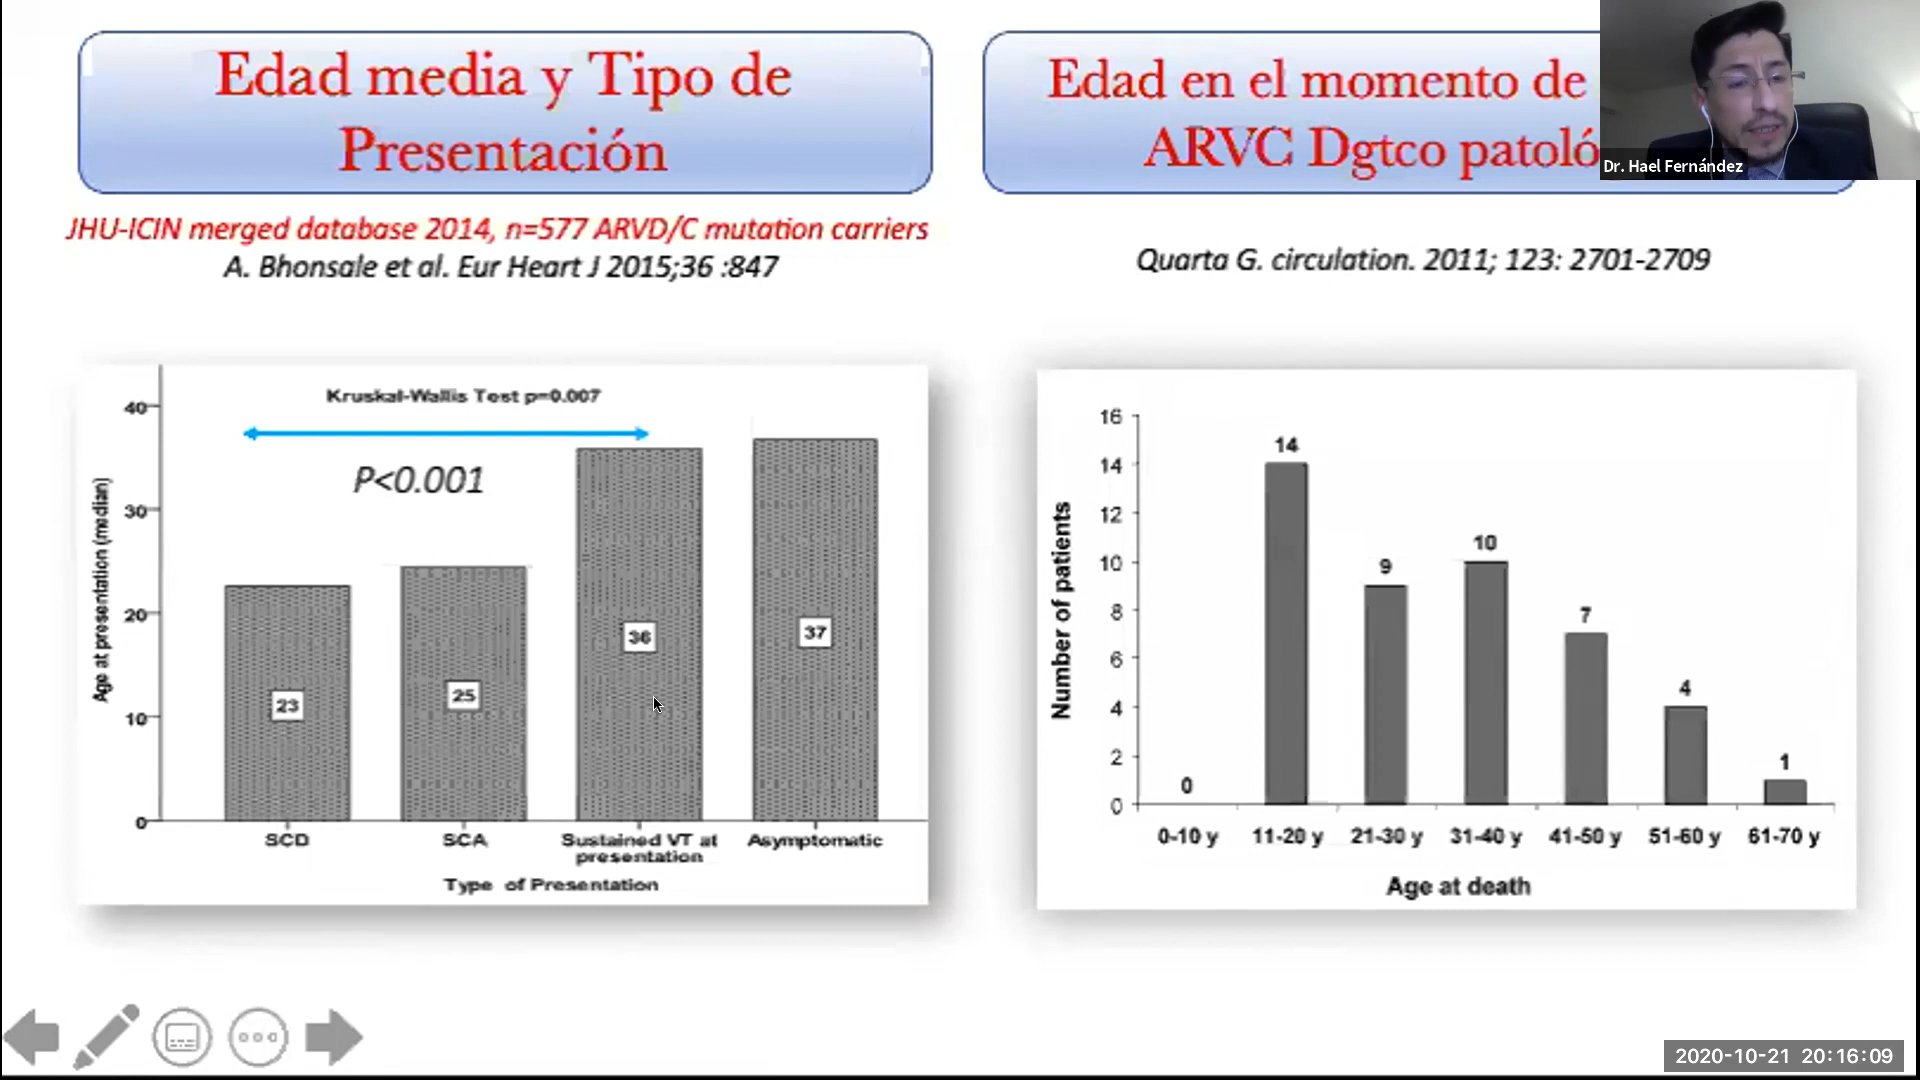 Edad media y Tipo de
Presentación
JHU-ICIN merged database 2014, n=577 ARVD/C mutation carriers
A. Bhonsale et al. Eur Heart J 2015;36 :847
Kruskal-Wallis Test p=0.007
P<0.001
Age at presentation (median)
40
30
20
10
0
23
25
36
37
SCD
SCA
Sustained VT at
presentation
Asymptomatic
Type of Presentation
Edad en el momento de
ARVC Dgtco patoló
Quarta G. circulation. 2011; 123: 2701-2709
Number of patients
16
14
12
10
8
6
4
2
0
0
14
9
10
7
4
1
0-10 y
11-20 y
21-30 y
31-40 y
41-50 y
51-60 y
61-70 y
Age at death
Dr. Hael Fernández
2020-10-21 20:16:09